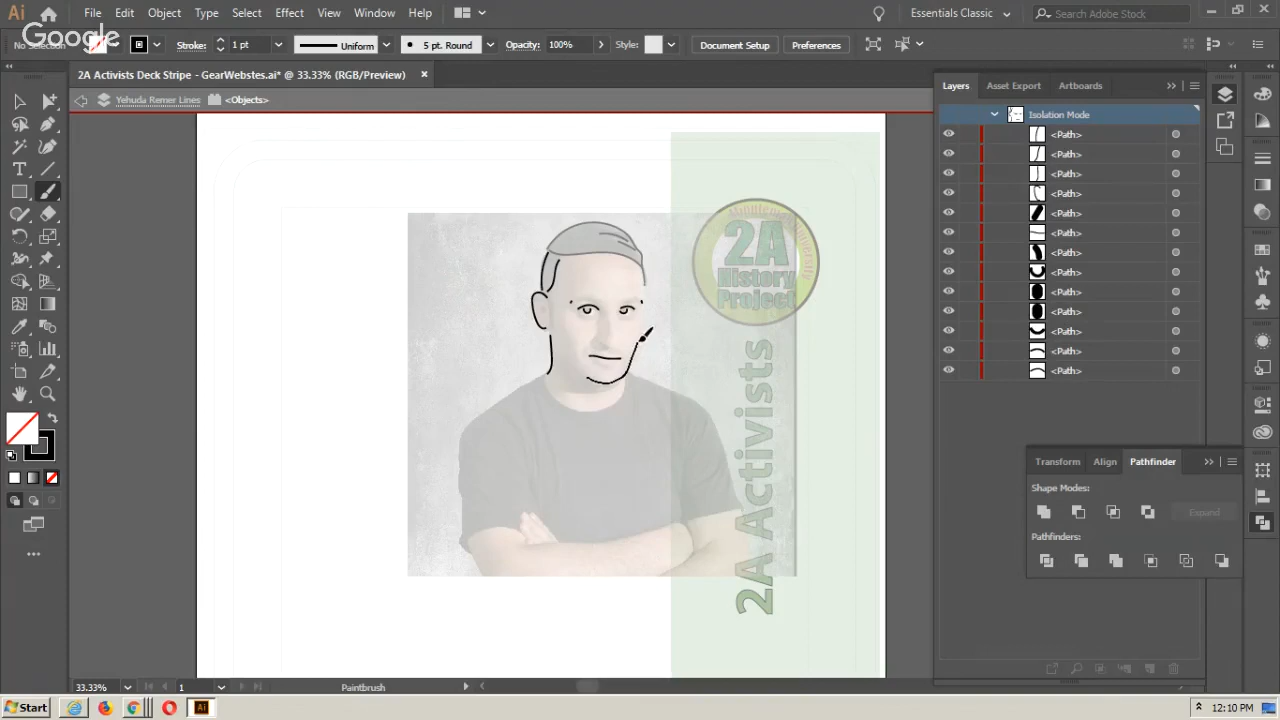 Ai File Edit Object Type Select Effect View Window Help Essentials Classic Search Adobe Stock
Google
No Selection Stroke: 1 pt Uniform 5 pt. Round Opacity: 100% Style: Document Setup Preferences
2A Activists Deck Stripe - GearWebstes.ai* @ 33.33% (RGB/Preview)
Yehuda Remer Lines <Objects>
Layers Asset Export Artboards
Isolation Mode
<Path>
<Path>
<Path>
<Path>
<Path>
<Path>
<Path>
<Path>
<Path>
<Path>
<Path>
<Path>
<Path>
University
2A
History
Project
2A Activists
Transform Align Pathfinder
Shape Modes:
Expand
Pathfinders:
33.33% 1 Paintbrush
Start Ai 12:10 PM